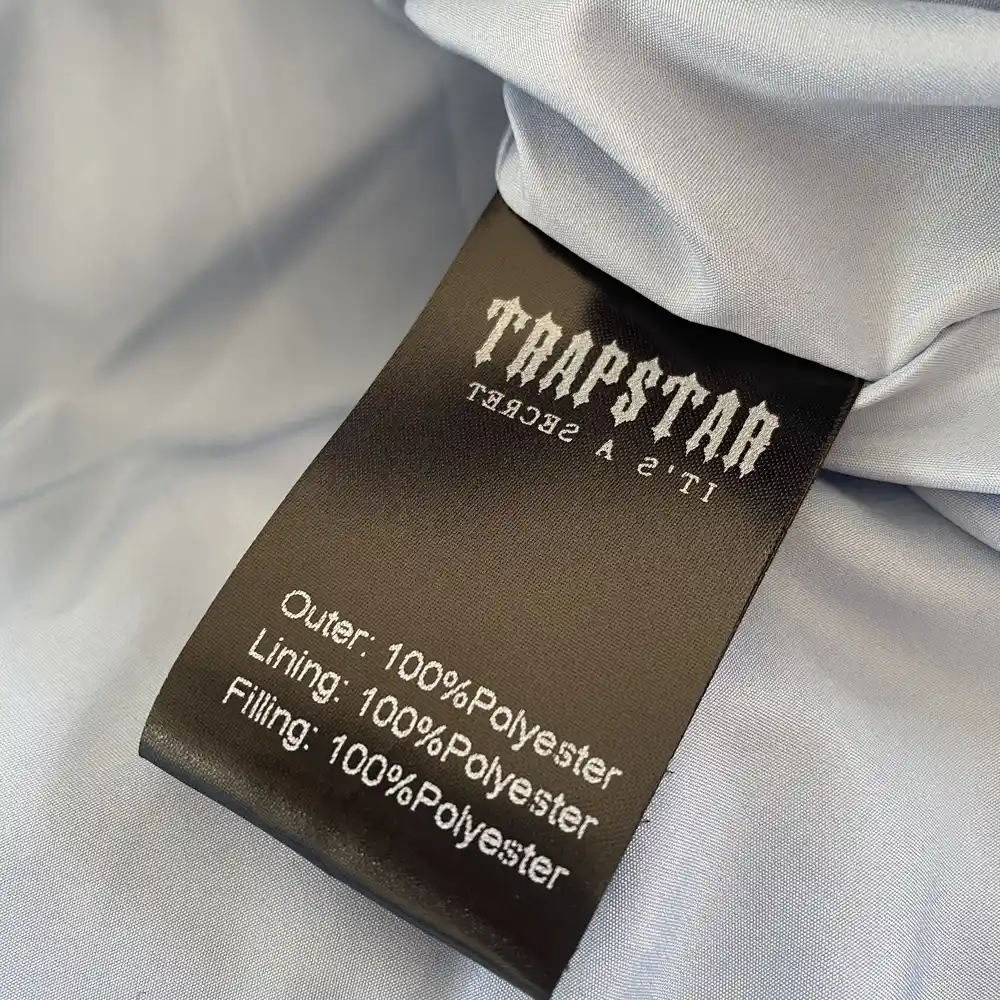 TRAPSTAR
IT'S A SECRET
Outer: 100%Polyester
Lining: 100%Polyester
Filling: 100%Polyester